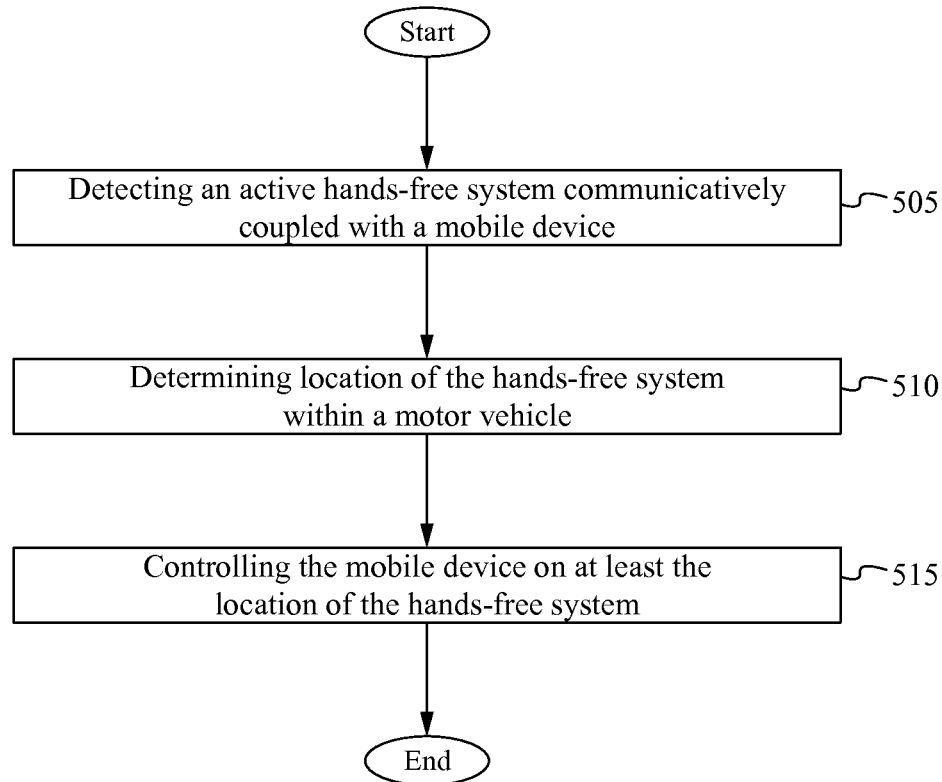 Start
Detecting an active hands-free system communicatively
coupled with a mobile device
505
Determining location of the hands-free system
within a motor vehicle
510
Controlling the mobile device on at least the
location of the hands-free system
515
End